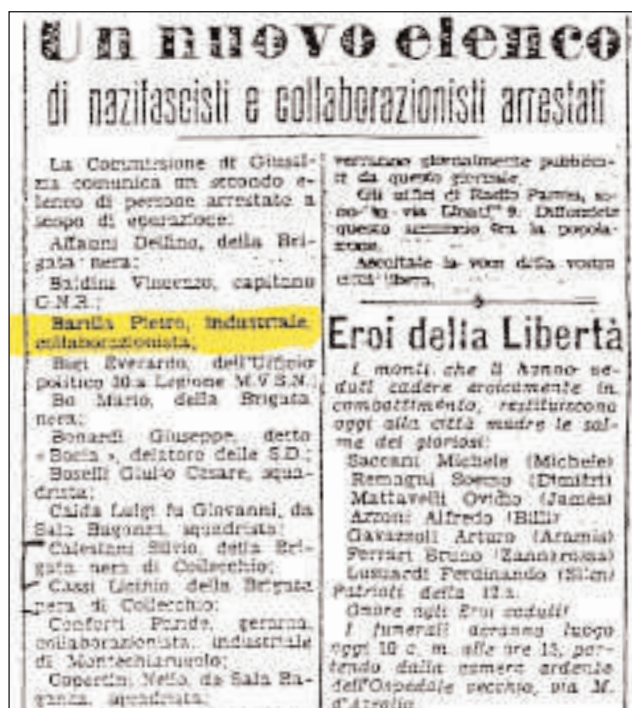 Un nuovo elenco
di nazifascisti e collaborazionisti arrestati
La Commissione di Giusti-
zia comunica un secondo e-
lenco di persone arrestate a
scopo di epurazione:
Affanni Delfino, della Bri-
gata nera;
Baldini Vincenzo, capitano
G.N.R.;
Barilla Pietro, industriale,
collaborazionista;
Bagi Everardo, dell'Ufficio
politico 80.a Legione M.V.S.N.;
Bo Mario, della Brigata
nera;
Bonardi Giuseppe, detto
« Bocia », delatore delle S.D.;
Boselli Giulio Cesare, squa-
drista;
Calda Luigi fu Giovanni, da
Sala Baganza, squadrista;
Calestani Silvio, della Bri-
gata nera di Collecchio;
Cassi Licinio, della Brigata
nera di Collecchio;
Conforti gerarca,
collaborazionista, industriale
di Montechiarugolo;
Copertini Nello, da Sala Ba-
ganza, squadrista;
verranno giornalmente pubblica-
ti da questo giornale.
Gli uffici di Radio Parma, so-
no in via 9. Diffondete
questo annuncio fra la popola-
zione.
Ascoltate la voce della vostra
città libera.
Eroi della Libertà
I monti che li hanno ve-
duti cadere eroicamente in
combattimento, restituiscono
oggi alla città madre le sal-
me dei gloriosi:
Saccani Michele (Michele)
Remagni (Dimitri)
Mattavelli Ovidio (James)
Azzoni Alfredo (Bill)
Gavazzoli Arturo (Aramis)
Ferrari Bruno
Lusuardi Ferdinando
Patrioti della 12.a.
Onore agli Eroi caduti!
I funerali avranno luogo
oggi 10 c. m. alle ore 15, par-
tendo dalla camera ardente
dell'Ospedale vecchio, via M.
d'Azeglio